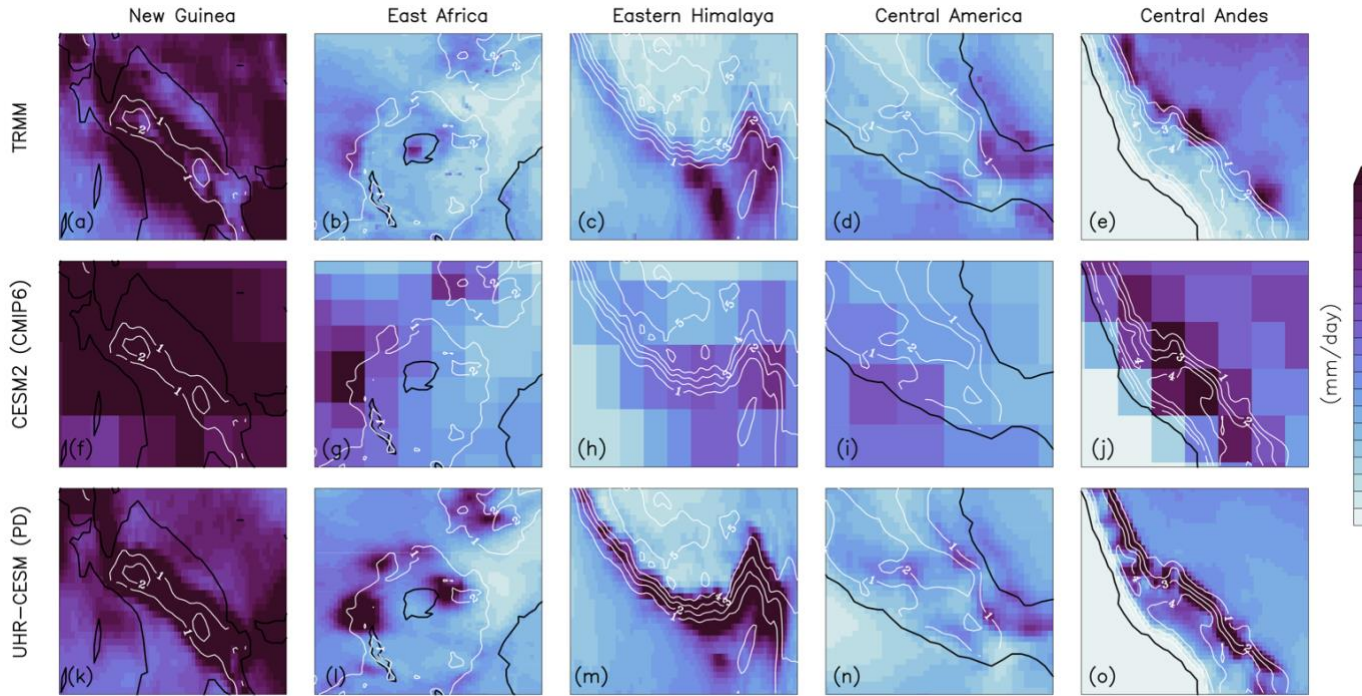 New Guinea East Africa Eastern Himalaya Central America Central Andes
TRMM
(a) (b) (c) (d) (e)
CESM2 (CMIP6)
(f) (g) (h) (i) (j)
(mm/day)
UHR-CESM (PD)
(k) (l) (m) (n) (o)